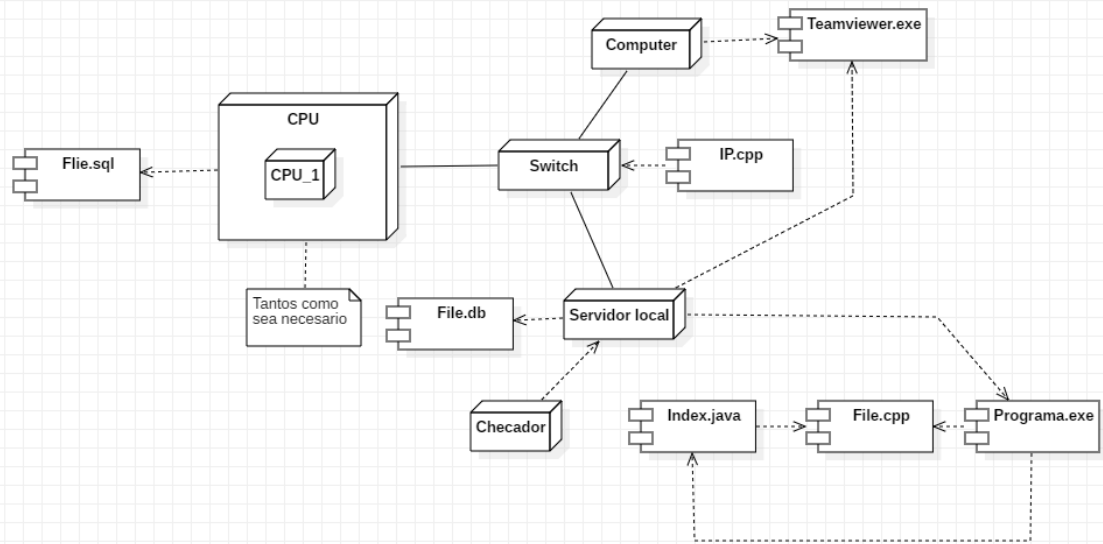 Teamviewer.exe
Computer
CPU
Flie.sql
CPU_1
Switch
IP.cpp
Tantos como
sea necesario
File.db
Servidor local
Checador
Index.java
File.cpp
Programa.exe